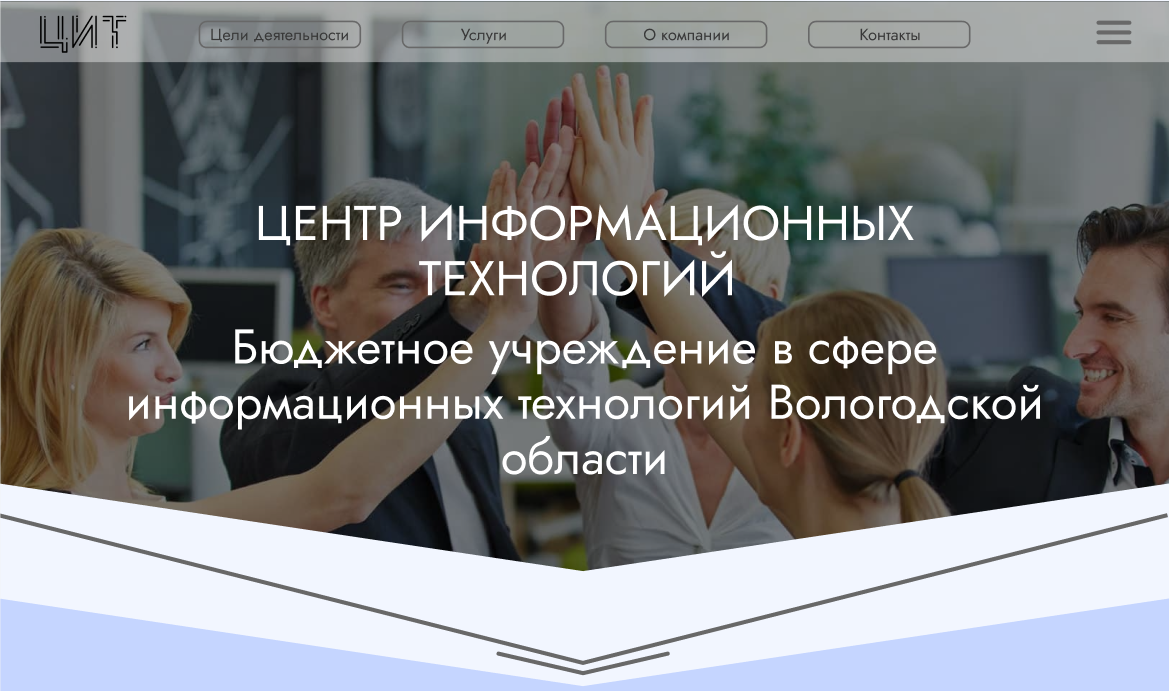 ЦИТ
Цели деятельности
Услуги
О компании
Контакты
ЦЕНТР ИНФОРМАЦИОННЫХ
ТЕХНОЛОГИЙ
Бюджетное учреждение в сфере
информационных технологий Вологодской
области